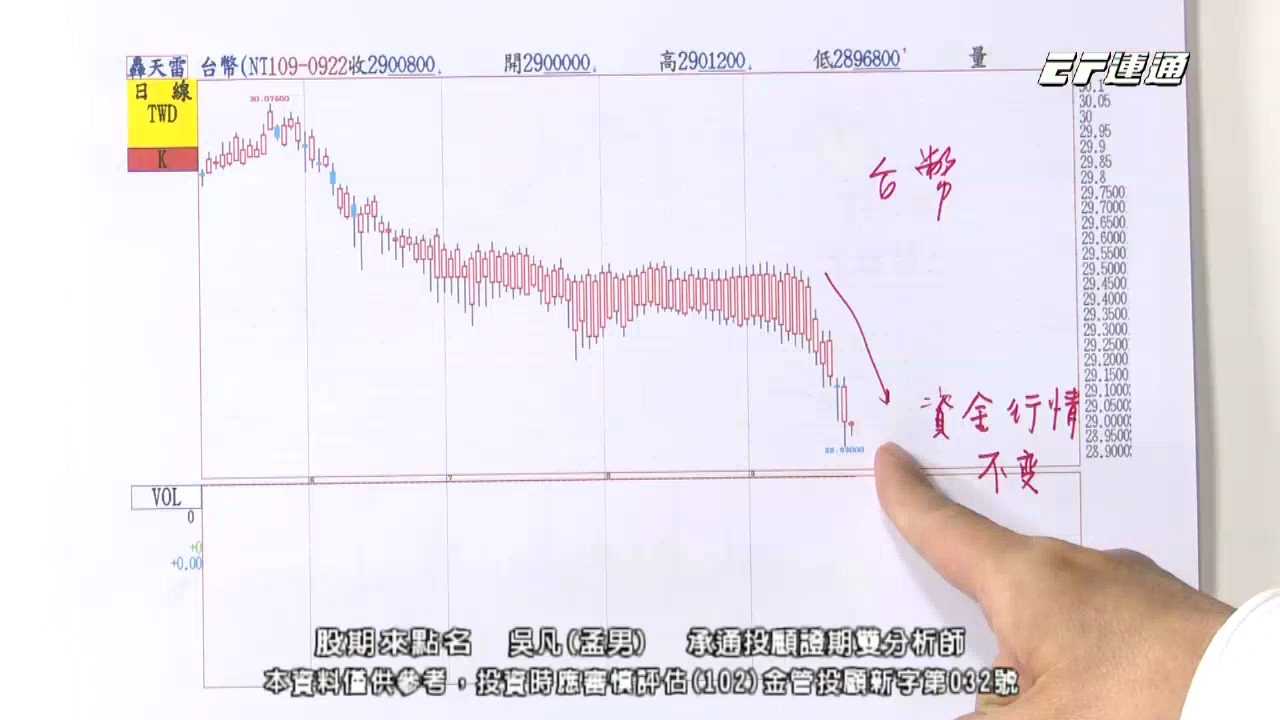 轟天雷 台幣(NT109-0922收2900800 開2900000 高2901200 低2896800 量
EF運通
日 線
TWD
K
30.07600
30.1
30.05
30
29.95
29.9
29.85
29.8
29.7500
29.7000
29.6500
29.6000
29.5500
29.5000
29.4500
29.4000
29.3500
29.3000
29.2500
29.2000
29.1500
29.1000
29.0500
29.0000
28.9500
28.9000
台幣
資金行情
不变
28.93000
6 7 8 9
VOL
0
+0
+0.00
股期來點名 吳凡(孟男) 承通投顧證期雙分析師
本資料僅供參考，投資時應審慎評估(102)金管投顧新字第032號